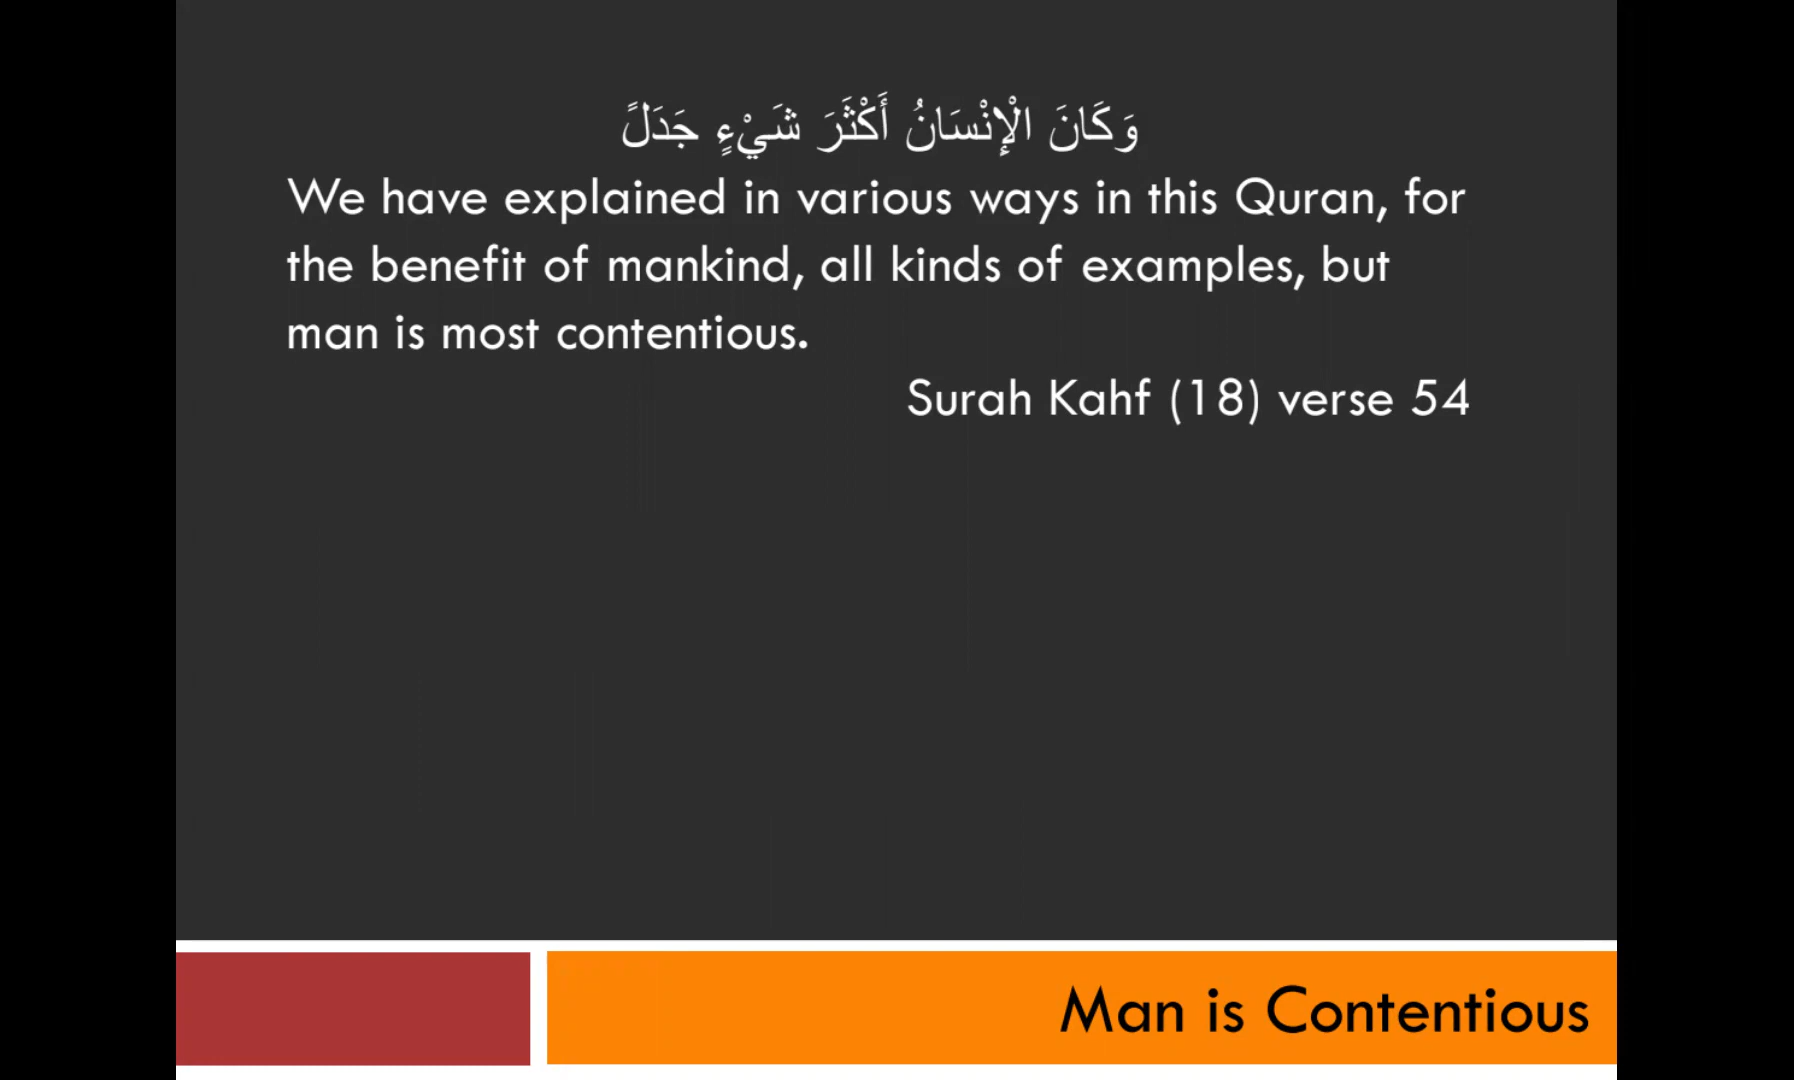 وَكَانَ الْإِنْسَانُ أَكْثَرَ شَيْءٍ جَدَلً
We have explained in various ways in this Quran, for
the benefit of mankind, all kinds of examples, but
man is most contentious.
Surah Kahf (18) verse 54
Man is Contentious